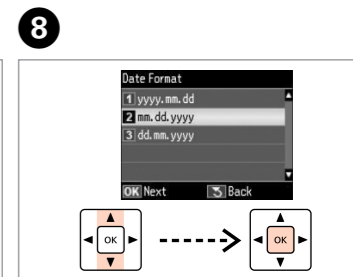 8
Date Format
1 yyyy.mm.dd
2 mm.dd.yyyy
3 dd.mm.yyyy
OK Next Back
OK OK